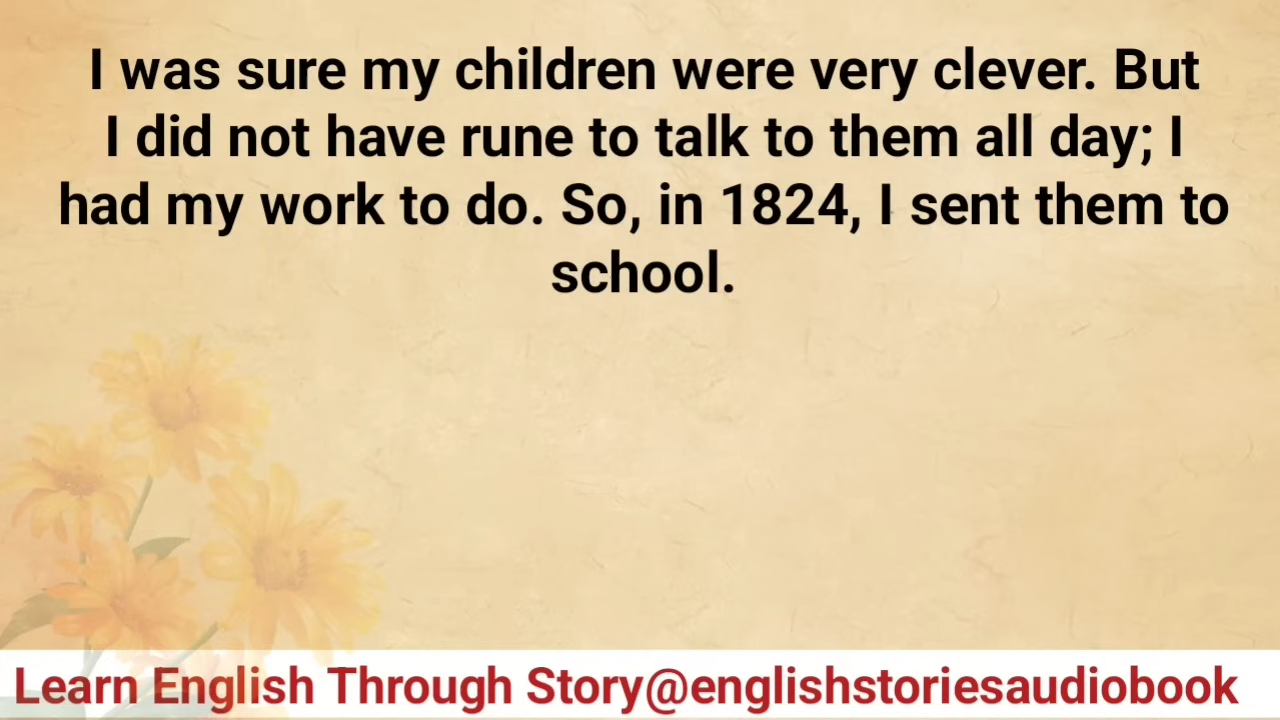 I was sure my children were very clever. But
I did not have rune to talk to them all day; I
had my work to do. So, in 1824, I sent them to
school.
Learn English Through Story@englishstoriesaudiobook